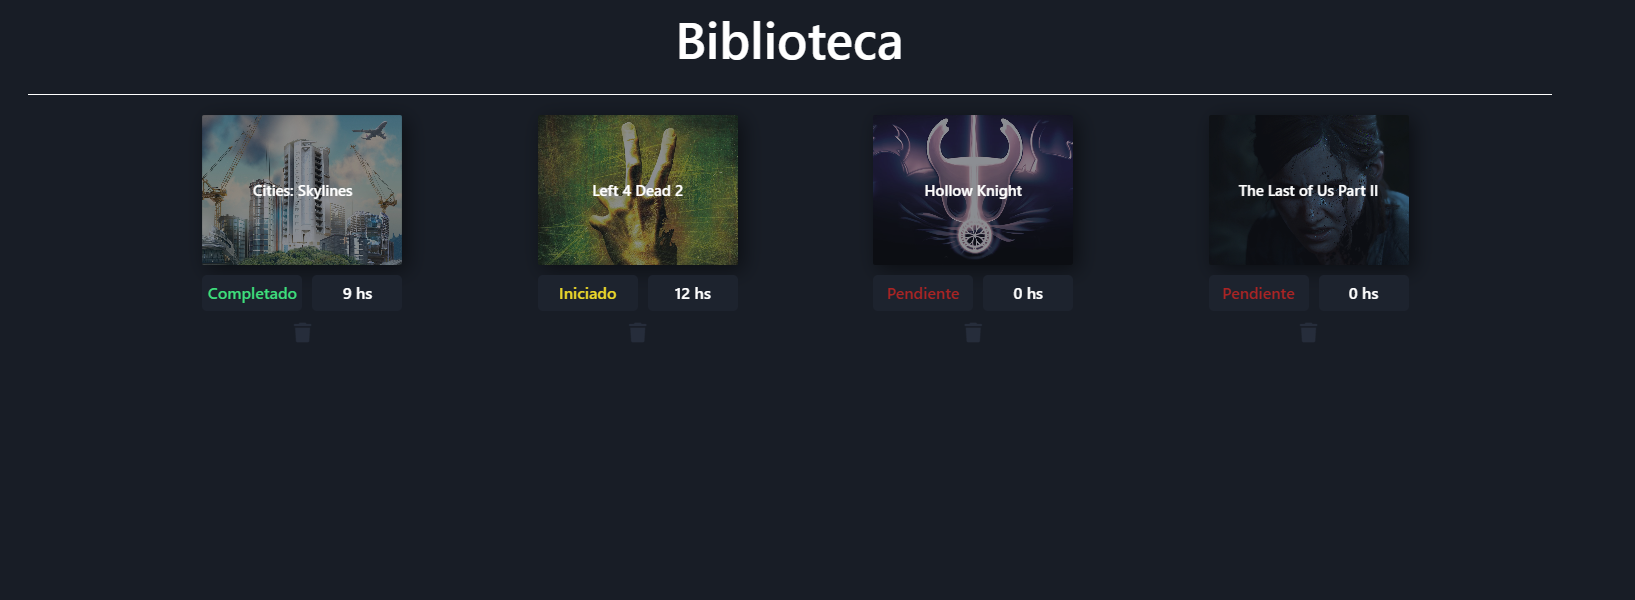 Biblioteca
Cities: Skylines
Left 4 Dead 2
Hollow Knight
The Last of Us Part II
Completado
9 hs
Iniciado
12 hs
Pendiente
0 hs
Pendiente
0 hs